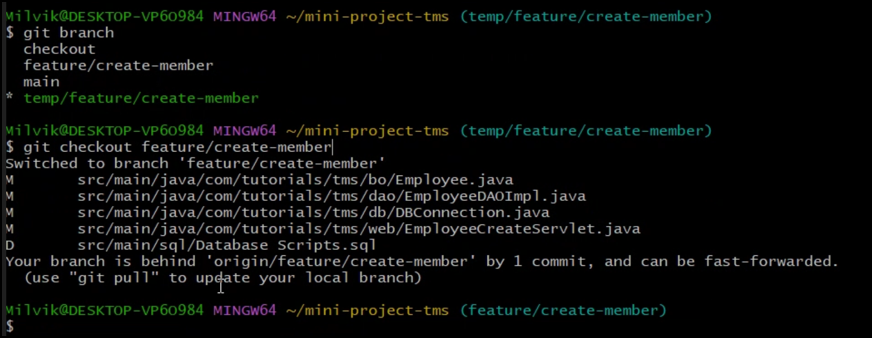 Milvik@DESKTOP-VP6O984 MINGW64 ~/mini-project-tms (temp/feature/create-member)
$ git branch
  checkout
  feature/create-member
  main
* temp/feature/create-member

Milvik@DESKTOP-VP6O984 MINGW64 ~/mini-project-tms (temp/feature/create-member)
$ git checkout feature/create-member
Switched to branch 'feature/create-member'
M       src/main/java/com/tutorials/tms/bo/Employee.java
M       src/main/java/com/tutorials/tms/dao/EmployeeDAOImpl.java
M       src/main/java/com/tutorials/tms/db/DBConnection.java
M       src/main/java/com/tutorials/tms/web/EmployeeCreateServlet.java
D       src/main/sql/Database Scripts.sql
Your branch is behind 'origin/feature/create-member' by 1 commit, and can be fast-forwarded.
  (use "git pull" to update your local branch)

Milvik@DESKTOP-VP6O984 MINGW64 ~/mini-project-tms (feature/create-member)
$